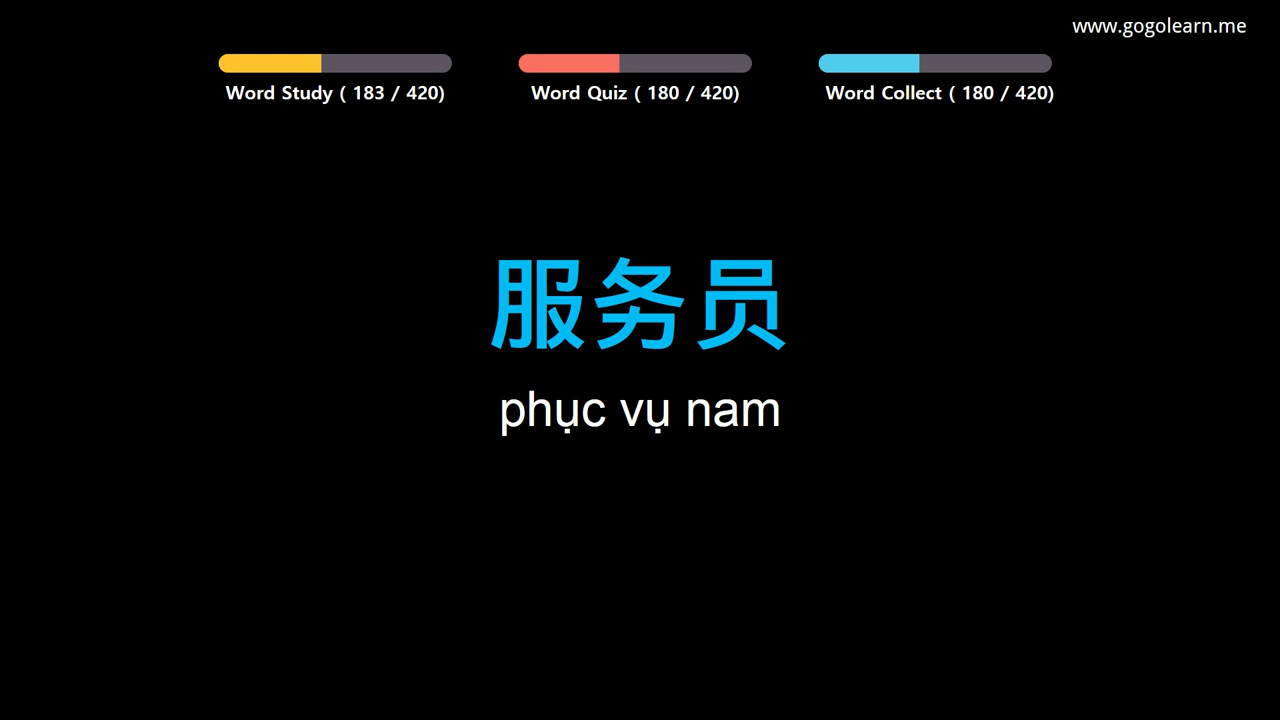 www.gogolearn.me
Word Study ( 183 / 420)
Word Quiz ( 180 / 420)
Word Collect ( 180 / 420)
服务员
phục vụ nam